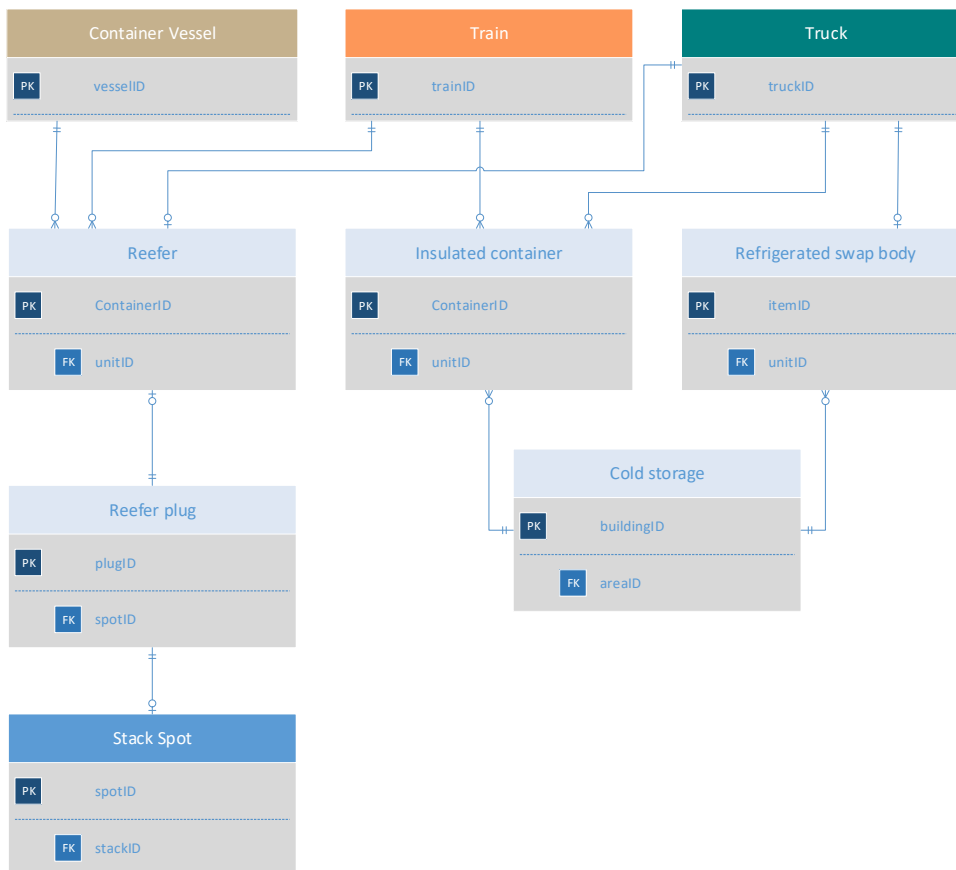 Container Vessel
PK vesselID
Train
PK trainID
Truck
PK truckID
Reefer
PK ContainerID
FK unitID
Insulated container
PK ContainerID
FK unitID
Refrigerated swap body
PK itemID
FK unitID
Cold storage
PK buildingID
FK areaID
Reefer plug
PK plugID
FK spotID
Stack Spot
PK spotID
FK stackID